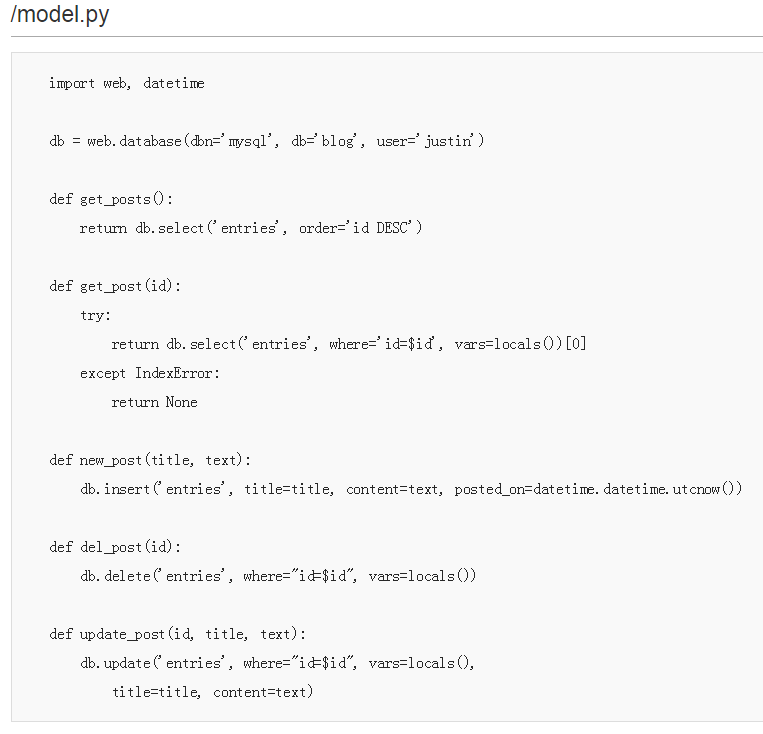 /model.py
import web, datetime
db = web.database(dbn='mysql', db='blog', user='justin')
def get_posts():
    return db.select('entries', order='id DESC')
def get_post(id):
    try:
        return db.select('entries', where='id=$id', vars=locals())[0]
    except IndexError:
        return None
def new_post(title, text):
    db.insert('entries', title=title, content=text, posted_on=datetime.datetime.utcnow())
def del_post(id):
    db.delete('entries', where="id=$id", vars=locals())
def update_post(id, title, text):
    db.update('entries', where="id=$id", vars=locals(),
        title=title, content=text)